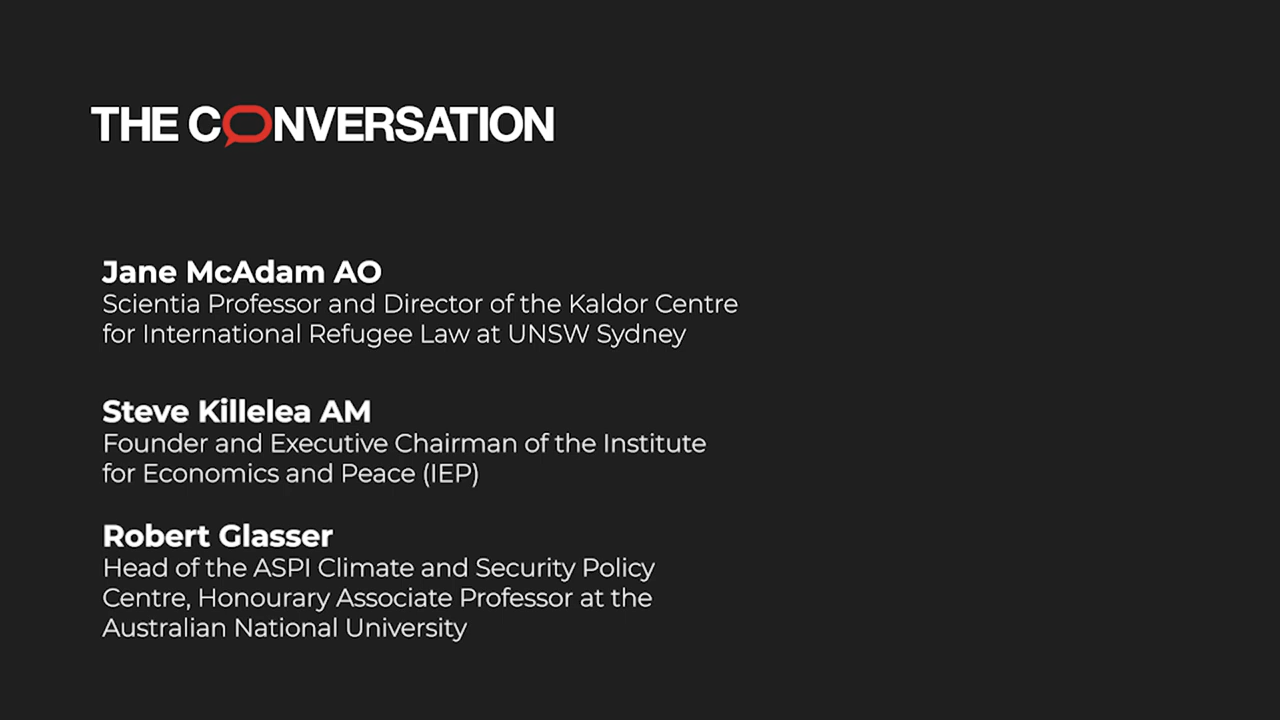 THE CONVERSATION
Jane McAdam AO
Scientia Professor and Director of the Kaldor Centre
for International Refugee Law at UNSW Sydney
Steve Killelea AM
Founder and Executive Chairman of the Institute
for Economics and Peace (IEP)
Robert Glasser
Head of the ASPI Climate and Security Policy
Centre, Honourary Associate Professor at the
Australian National University